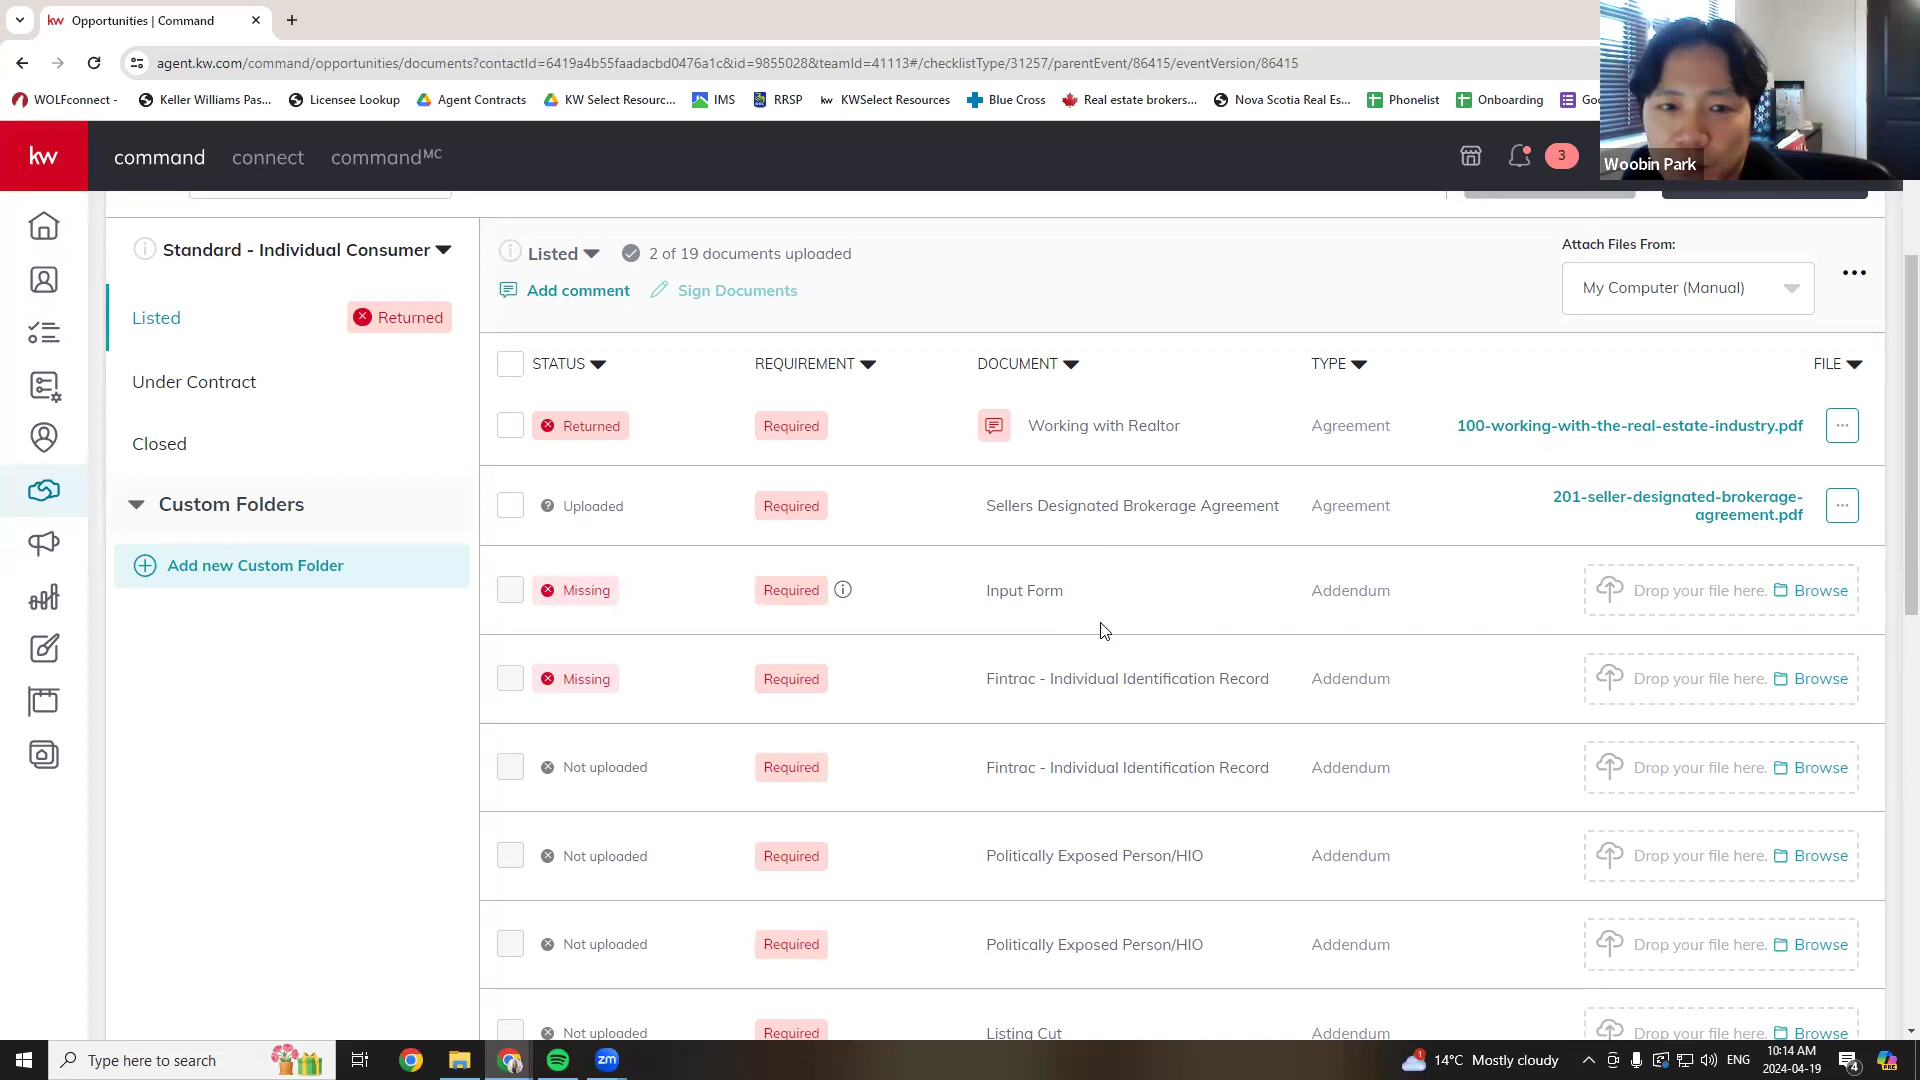 kw Opportunities | Command
agent.kw.com/command/opportunities/documents?contactId=6419a4b55faadacbd0476a1c&id=9855028&teamId=41113#/checklistType/31257/parentEvent/86415/eventVersion/86415
WOLFconnect - Keller Williams Pas... Licensee Lookup Agent Contracts KW Select Resourc... IMS RRSP kw KWSelect Resources Blue Cross Real estate brokers... Nova Scotia Real Es... Phonelist Onboarding Goo
Woobin Park
kw command connect commandMC 3
Standard - Individual Consumer
Listed Returned
Under Contract
Closed
Custom Folders
Add new Custom Folder
Listed 2 of 19 documents uploaded
Add comment Sign Documents
Attach Files From:
My Computer (Manual)
STATUS REQUIREMENT DOCUMENT TYPE FILE
Returned Required Working with Realtor Agreement 100-working-with-the-real-estate-industry.pdf
Uploaded Required Sellers Designated Brokerage Agreement Agreement 201-seller-designated-brokerage-
agreement.pdf
Missing Required Input Form Addendum Drop your file here. Browse
Missing Required Fintrac - Individual Identification Record Addendum Drop your file here. Browse
Not uploaded Required Fintrac - Individual Identification Record Addendum Drop your file here. Browse
Not uploaded Required Politically Exposed Person/HIO Addendum Drop your file here. Browse
Not uploaded Required Politically Exposed Person/HIO Addendum Drop your file here. Browse
Not uploaded Required Listing Cut Addendum Drop your file here. Browse
Type here to search zm 1 14°C Mostly cloudy ENG 10:14 AM
2024-04-19 4 PRE